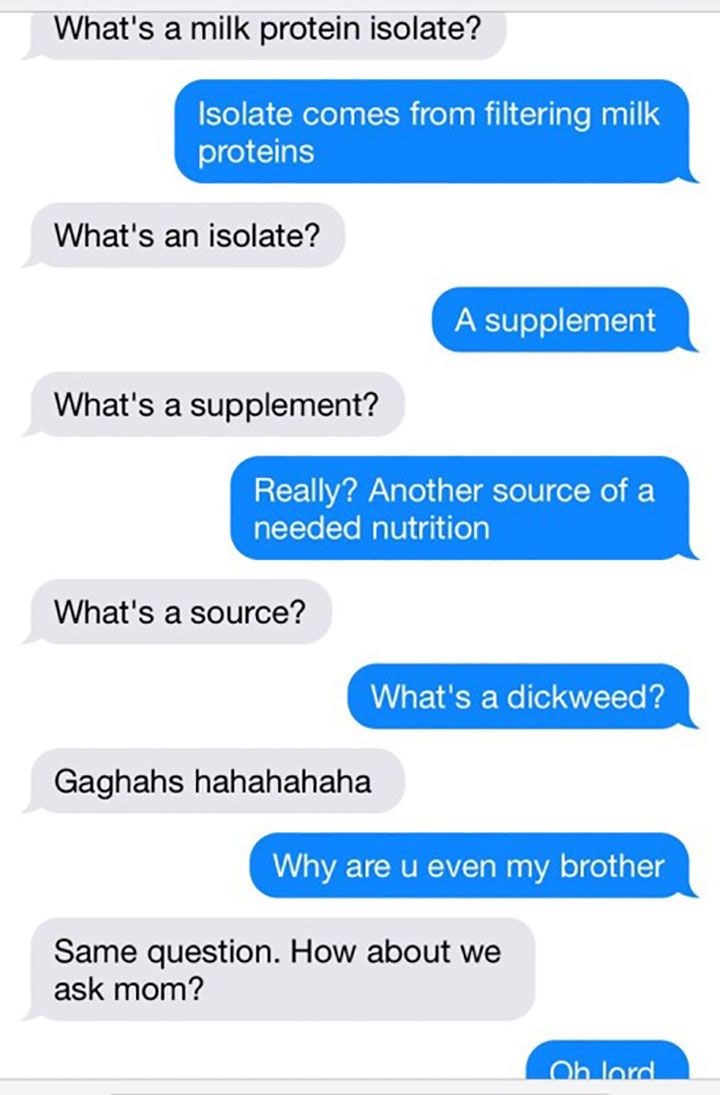 What's a milk protein isolate?
Isolate comes from filtering milk
proteins
What's an isolate?
A supplement
What's a supplement?
Really? Another source of a
needed nutrition
What's a source?
What's a dickweed?
Gaghahs hahahahaha
Why are u even my brother
Same question. How about we
ask mom?
Oh lord